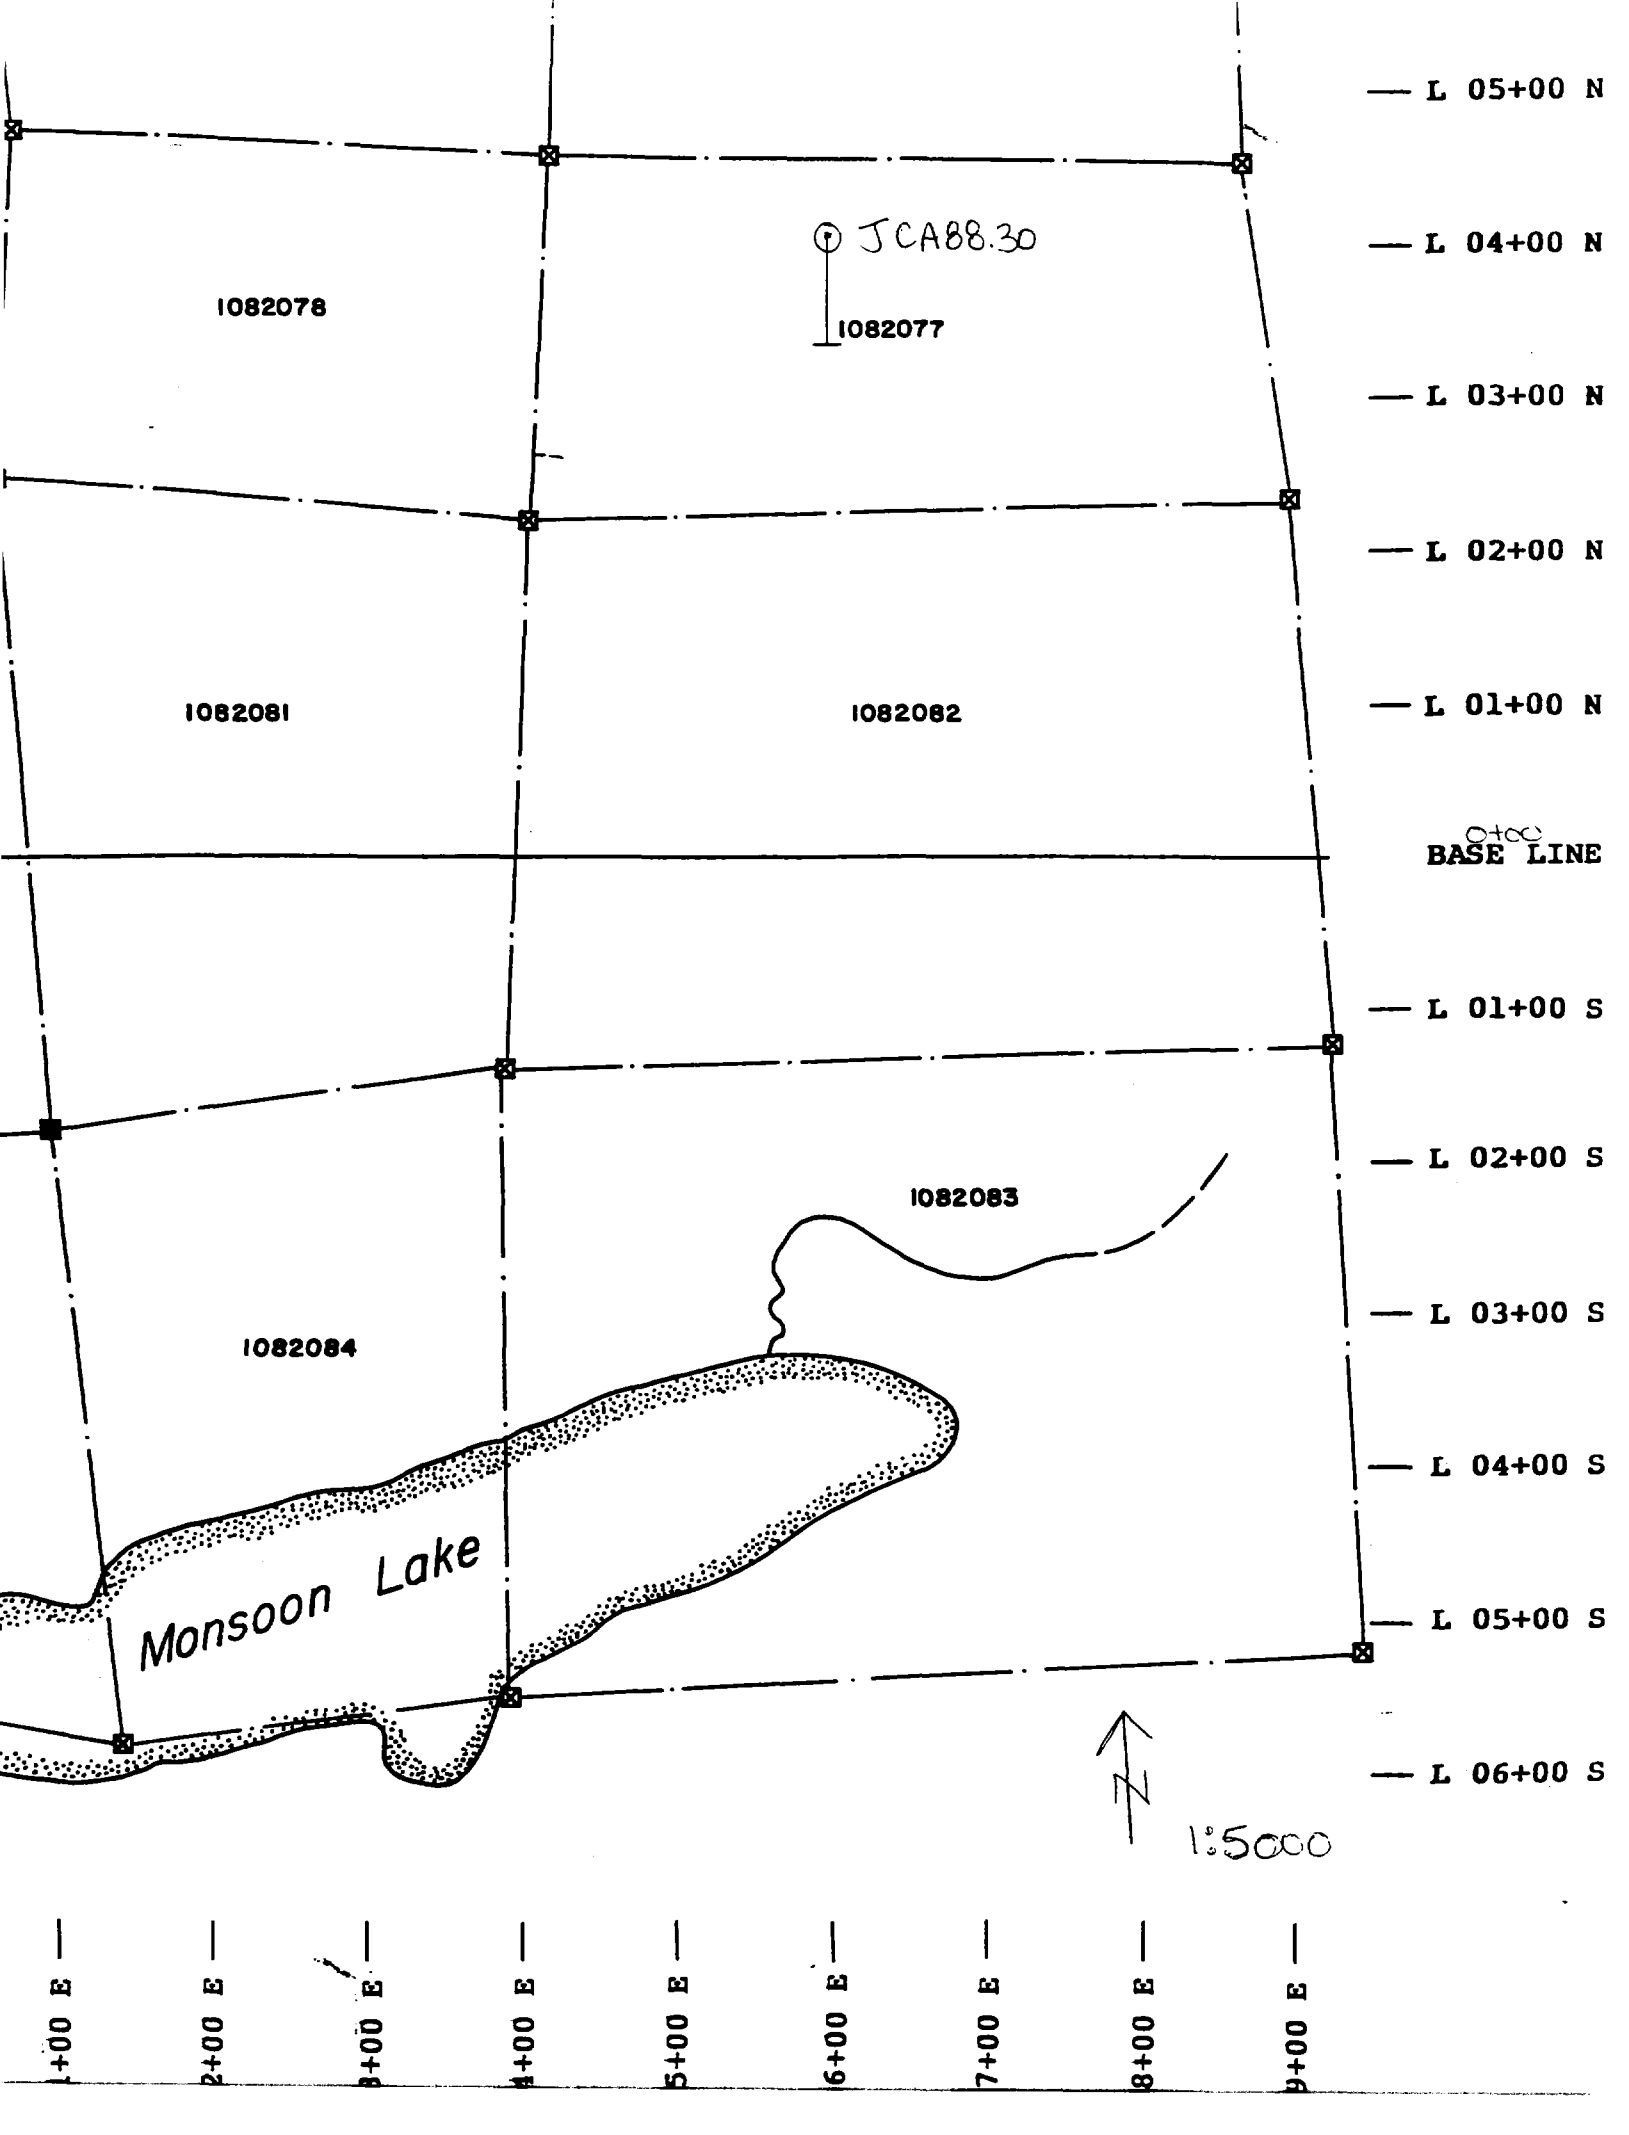 L 05+00 N
JCA88.30
L 04+00 N
1082078
1082077
L 03+00 N
L 02+00 N
1082081
1082082
L 01+00 N
0+00
BASE LINE
L 01+00 S
L 02+00 S
1082083
L 03+00 S
1082084
L 04+00 S
Monsoon Lake
L 05+00 S
N
L 06+00 S
1:5000
1+00 E
2+00 E
3+00 E
4+00 E
5+00 E
6+00 E
7+00 E
8+00 E
9+00 E